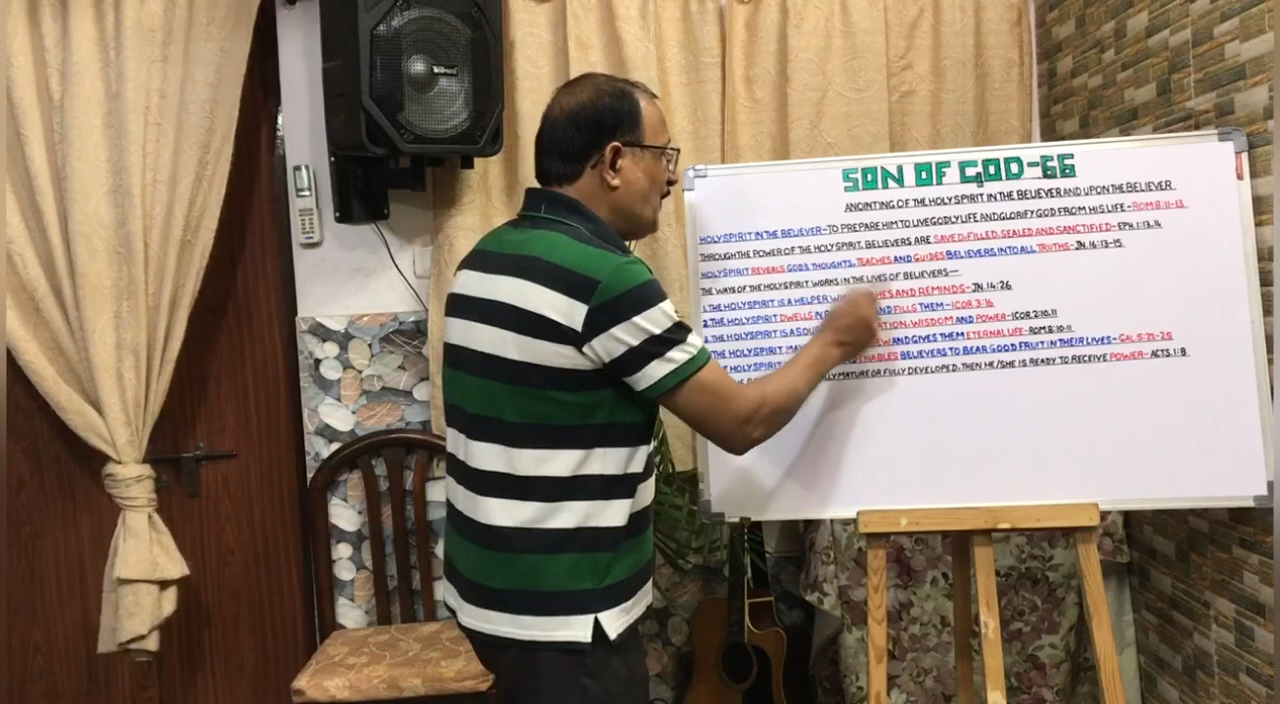 SON OF GOD-66
ANOINTING OF THE HOLY SPIRIT IN THE BELIEVER AND UPON THE BELIEVER
HOLY SPIRIT IN THE BELIEVER-TO PREPARE HIM TO LIVE GODLY LIFE AND GLORIFY GOD FROM HIS LIFE-ROM.8:11-13
THROUGH THE POWER OF THE HOLY SPIRIT, BELIEVERS ARE SAVED, FILLED, SEALED AND SANCTIFIED-EPH.1:13,14
HOLY SPIRIT REVEALS GOD'S THOUGHTS, TEACHES AND GUIDES BELIEVERS INTO ALL TRUTHS-JN.16:13-15
THE WAYS OF THE HOLY SPIRIT WORKS IN THE LIVES OF BELIEVERS-
1. THE HOLY SPIRIT IS A HELPER AND REMINDS-JN.14:26
2. THE HOLY SPIRIT DWELLS IN AND FILLS THEM-1COR.3:16
3. THE HOLY SPIRIT IS A WISDOM AND POWER-1COR.2:10,11
THE HOLY SPIRIT AND GIVES THEM ETERNAL LIFE-ROM.8:10-11
HOLY SPIRIT ENABLES BELIEVERS TO BEAR GOOD FRUIT IN THEIR LIVES-GAL.5:22-25
MATURE OR FULLY DEVELOPED, THEN HE/SHE IS READY TO RECEIVE POWER-ACTS.1:8